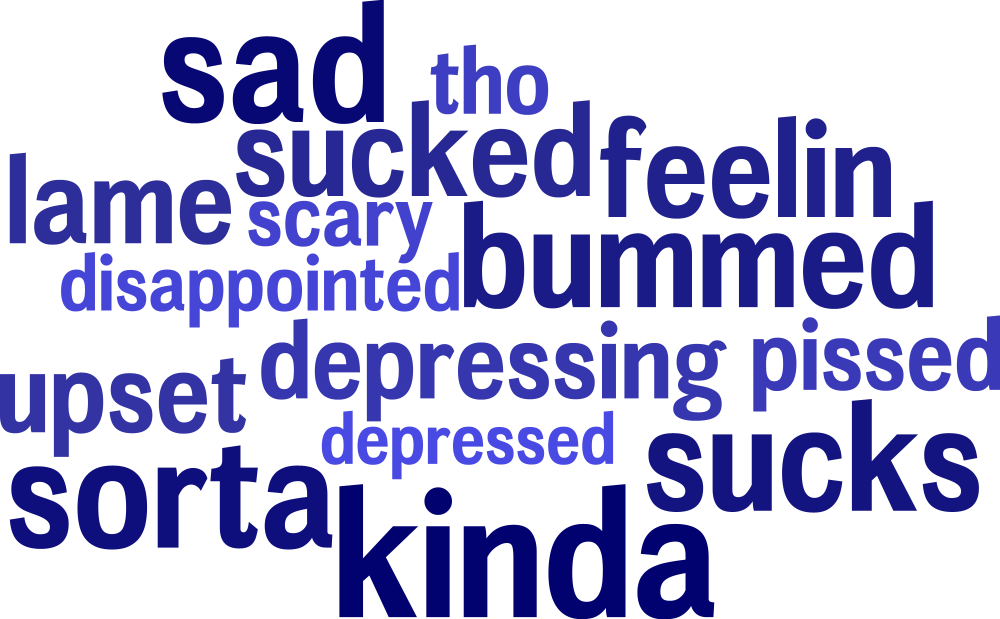 sad
tho
sucked
feelin
lame
scary
bummed
disappointed
depressing
pissed
upset
depressed
sucks
sorta
kinda